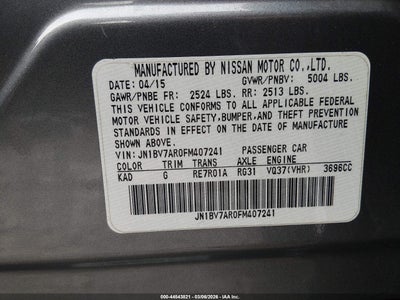 MANUFACTURED BY NISSAN MOTOR CO.,LTD.
DATE: 04/15 GVWR/PNBV: 5004 LBS.
GAWR/PNBE FR: 2524 LBS. RR: 2513 LBS.
THIS VEHICLE CONFORMS TO ALL APPLICABLE FEDERAL
MOTOR VEHICLE SAFETY,BUMPER,AND THEFT PREVENTION
STANDARDS IN EFFECT ON THE DATE OF MANUFACTURE
SHOWN ABOVE.
VIN: JN1BV7AR0FM407241 PASSENGER CAR
COLOR TRIM TRANS AXLE ENGINE
KAD G RE7R01A RG31 VQ37(VHR) 3696CC
JN1BV7AR0FM407241
000-44943821 - 03/06/2026 - IAA, Inc.